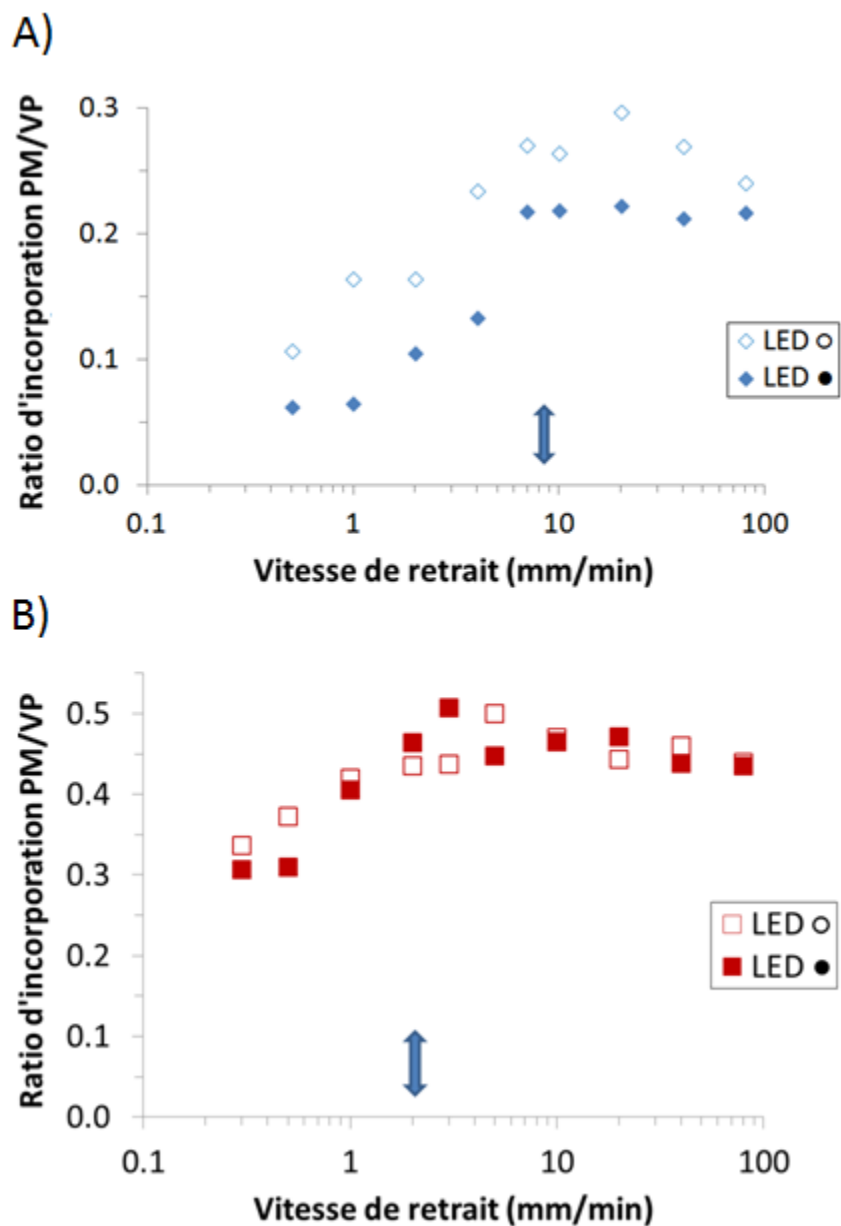 A)
Ratio d'incorporation PM/VP
0.3
0.2
0.1
0.0
0.1 1 10 100
Vitesse de retrait (mm/min)
LED
LED
B)
Ratio d'incorporation PM/VP
0.5
0.4
0.3
0.2
0.1
0.0
0.1 1 10 100
Vitesse de retrait (mm/min)
LED
LED